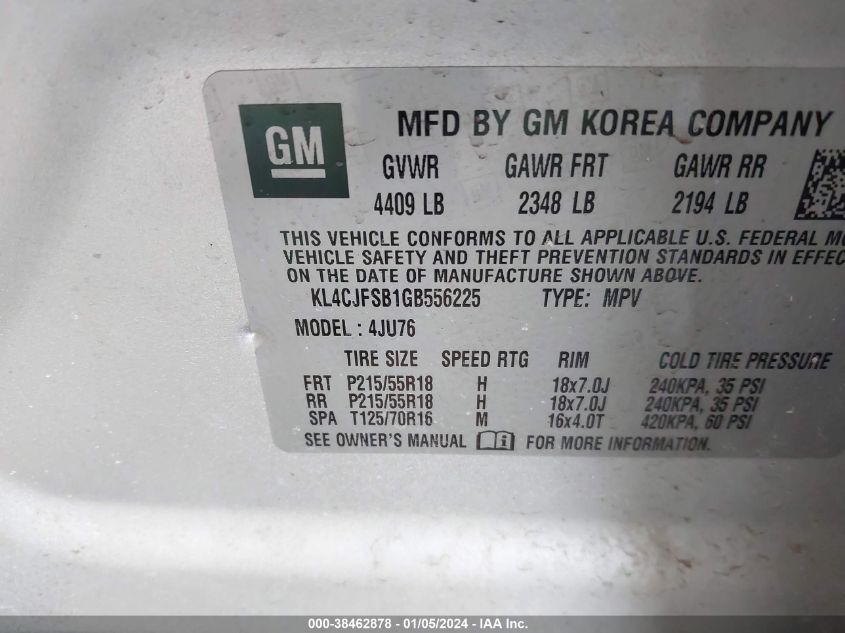 GM
MFD BY GM KOREA COMPANY
GVWR GAWR FRT GAWR RR
4409 LB 2348 LB 2194 LB
THIS VEHICLE CONFORMS TO ALL APPLICABLE U.S. FEDERAL
VEHICLE SAFETY AND THEFT PREVENTION STANDARDS IN
ON THE DATE OF MANUFACTURE SHOWN ABOVE.
KL4CJFSB1GB556225 TYPE: MPV
MODEL : 4JU76
TIRE SIZE SPEED RTG RIM COLD TIRE PRESSURE
FRT P215/55R18 H 18x7.0J 240KPA, 35 PSI
RR P215/55R18 H 18x7.0J 240KPA, 35 PSI
SPA T125/70R16 M 16x4.0T 420KPA, 60 PSI
SEE OWNER'S MANUAL i FOR MORE INFORMATION.
000-38462878 - 01/05/2024 - IAA Inc.